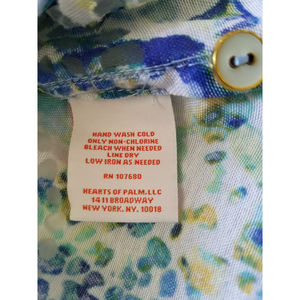 HAND WASH COLD
ONLY NON-CHLORINE
BLEACH WHEN NEEDED
LINE DRY
LOW IRON AS NEEDED
RN 107680
HEARTS OF PALM, LLC
1411 BROADWAY
NEW YORK, NY. 10018